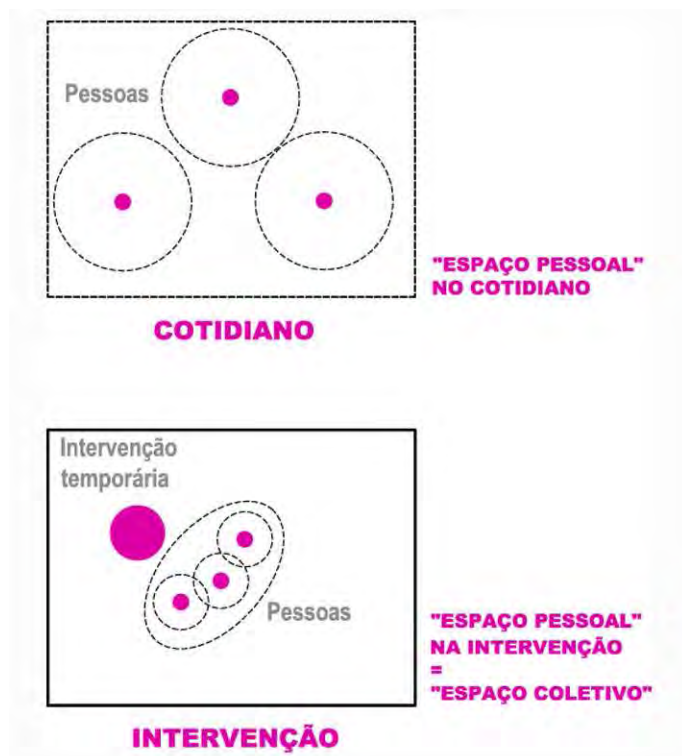 Pessoas
"ESPAÇO PESSOAL"
NO COTIDIANO
COTIDIANO
Intervenção
temporária
Pessoas
"ESPAÇO PESSOAL"
NA INTERVENÇÃO
=
"ESPAÇO COLETIVO"
INTERVENÇÃO